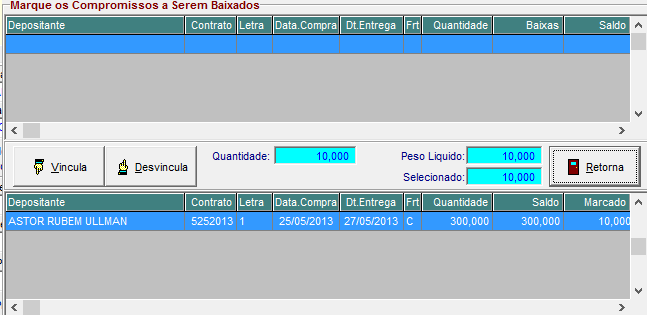 Marque os Compromissos a Serem Baixados
Depositante Contrato Letra Data.Compra Dt.Entrega Frt Quantidade Baixas Saldo
Vincula Desvincula Quantidade: 10,000 Peso Liquido: 10,000 Retorna
Selecionado: 10,000
Depositante Contrato Letra Data.Compra Dt.Entrega Frt Quantidade Saldo Marcado
ASTOR RUBEM ULLMAN 5252013 1 25/05/2013 27/05/2013 C 300,000 300,000 10,000